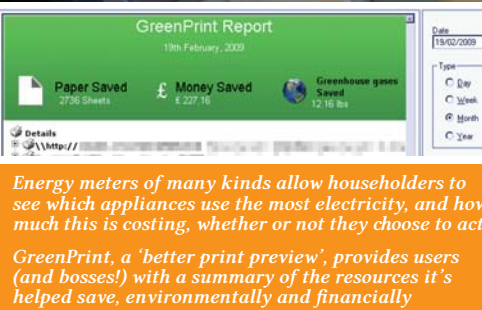 GreenPrint Report
19th February, 2009
Paper Saved
2736 Sheets
£ Money Saved
£ 227.16
Greenhouse gases
Saved
12.16 lbs
Details
\\http://
Date
19/02/2009
Type
Day
Week
Month
Year
Energy meters of many kinds allow householders to
see which appliances use the most electricity, and how
much this is costing, whether or not they choose to act
GreenPrint, a ‘better print preview’, provides users
(and bosses!) with a summary of the resources it’s
helped save, environmentally and financially